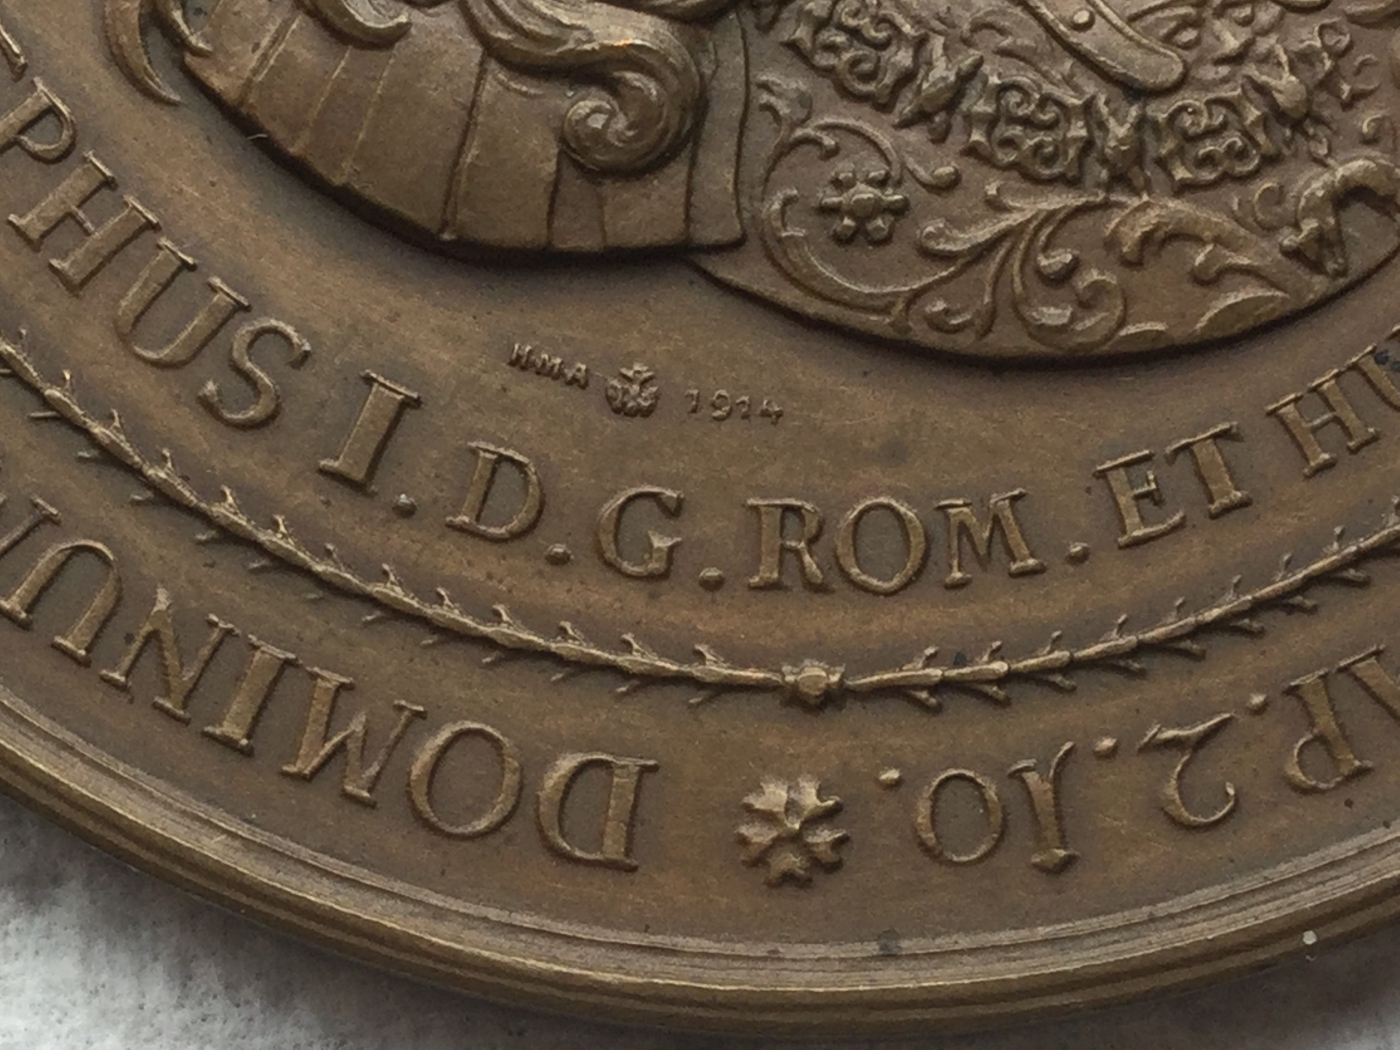 PHUS I. D. G. ROM. ET HU
HMA 1914
DOMINU
AP. 2. 10.